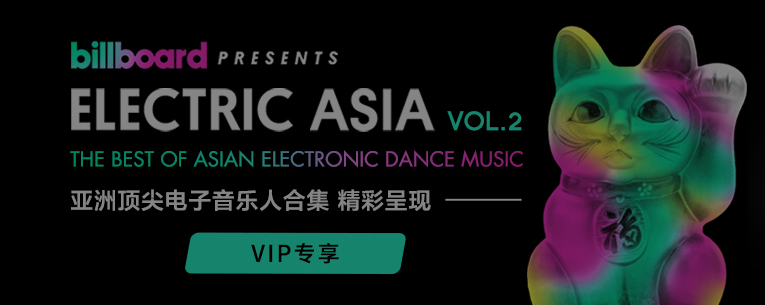 billboard PRESENTS
ELECTRIC ASIA VOL.2
THE BEST OF ASIAN ELECTRONIC DANCE MUSIC
亚洲顶尖电子音乐人合集 精彩呈现
VIP专享
福